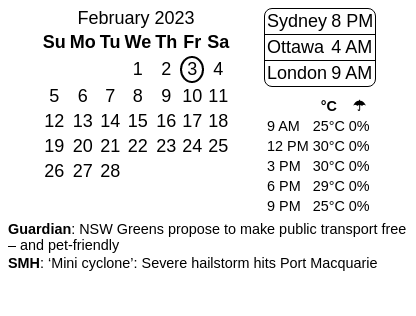 February 2023
Su Mo Tu We Th Fr Sa
1 2 3 4
5 6 7 8 9 10 11
12 13 14 15 16 17 18
19 20 21 22 23 24 25
26 27 28
Sydney 8 PM
Ottawa 4 AM
London 9 AM
°C ☂
9 AM 25°C 0%
12 PM 30°C 0%
3 PM 30°C 0%
6 PM 29°C 0%
9 PM 25°C 0%
Guardian: NSW Greens propose to make public transport free
– and pet-friendly
SMH: ‘Mini cyclone’: Severe hailstorm hits Port Macquarie